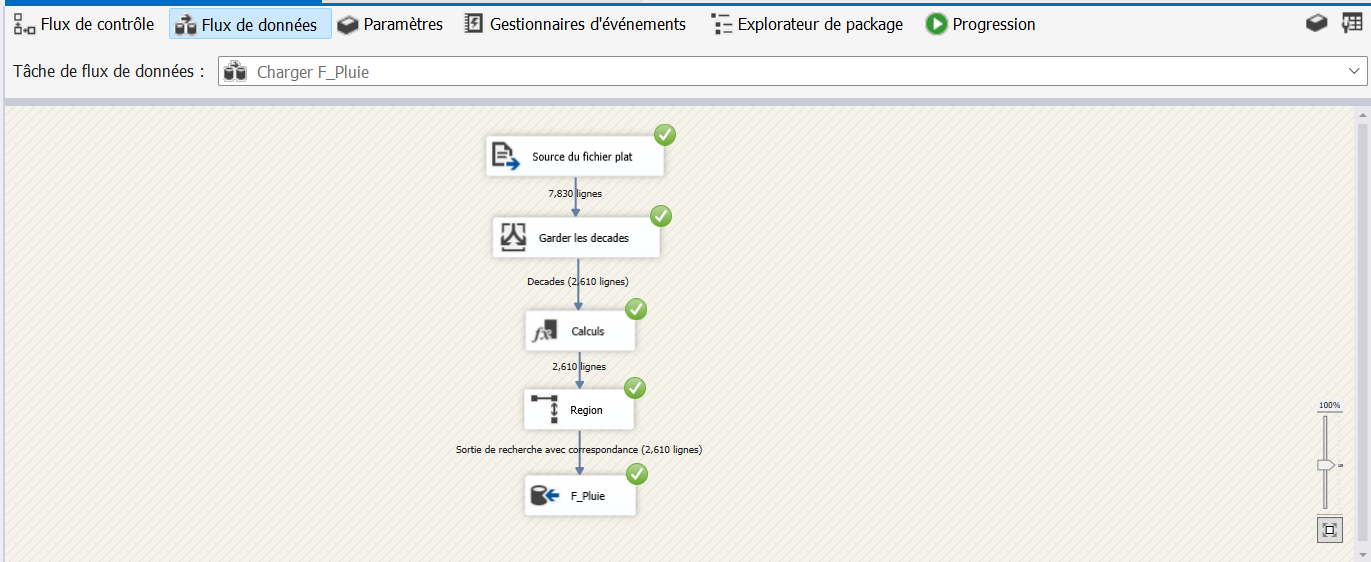 Flux de contrôle Flux de données Paramètres Gestionnaires d'événements Explorateur de package Progression
Tâche de flux de données : Charger F_Pluie
Source du fichier plat
7,830 lignes
Garder les decades
Decades (2,610 lignes)
Calculs
2,610 lignes
Region
100%
Sortie de recherche avec correspondance (2,610 lignes)
F_Pluie